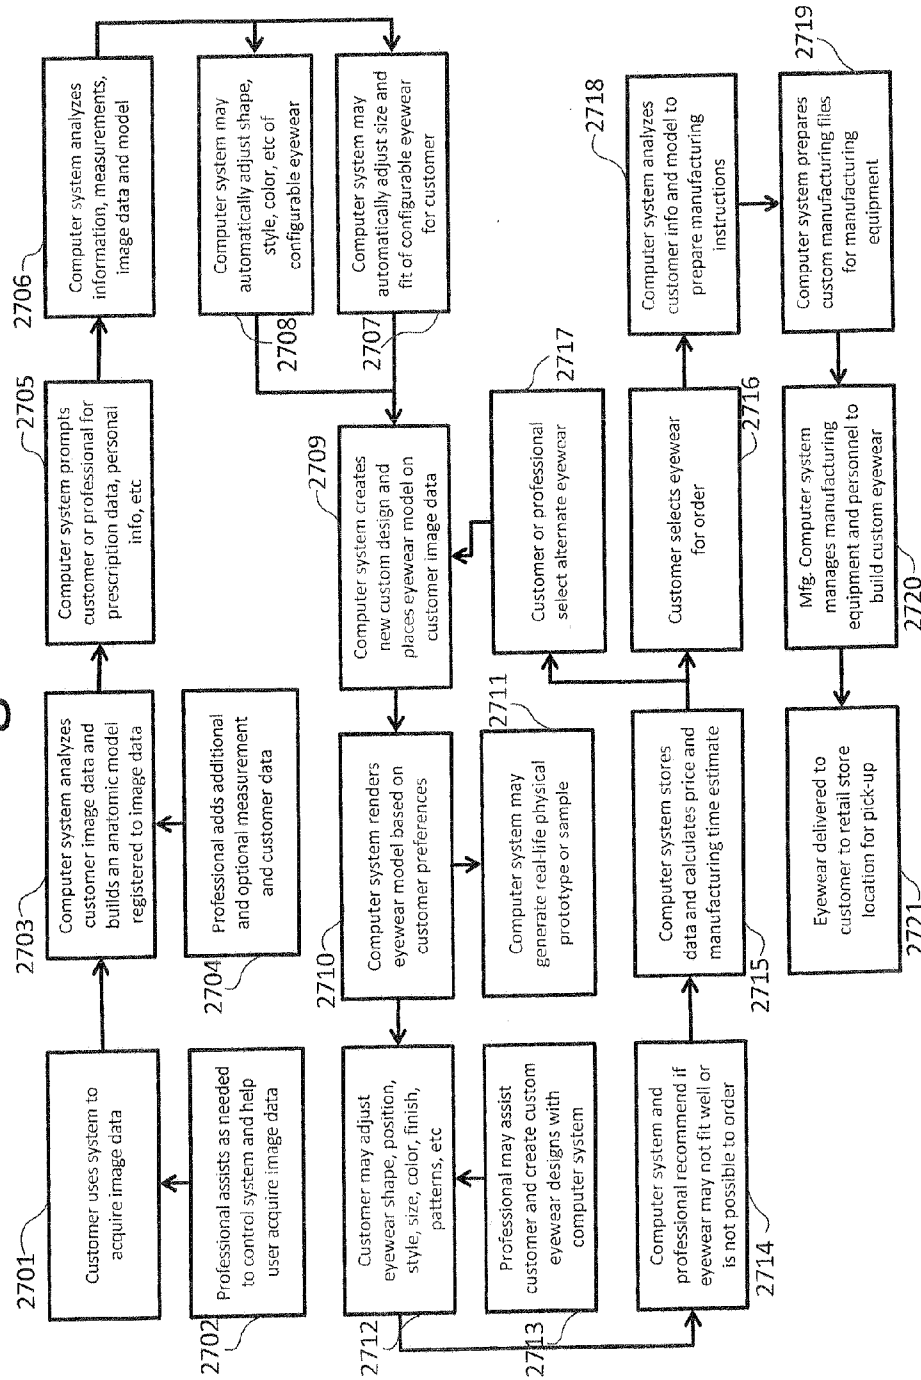 2701
Customer uses system to
acquire image data
2702
Professional assists as needed
to control system and help
user acquire image data
2703
Computer system analyzes
customer image data and
builds an anatomic model
registered to image data
2704
Professional adds additional
and optional measurement
and customer data
2705
Computer system prompts
customer or professional for
prescription data, personal
info, etc
2706
Computer system analyzes
information, measurements,
image data and model
2708
Computer system may
automatically adjust shape,
style, color, etc of
configurable eyewear
2707
Computer system may
automatically adjust size and
fit of configurable eyewear
for customer
2709
Computer system creates
new custom design and
places eyewear model on
customer image data
2710
Computer system renders
eyewear model based on
customer preferences
2711
Computer system may
generate real-life physical
prototype or sample
2712
Customer may adjust
eyewear shape, position,
style, size, color, finish,
patterns, etc
2713
Professional may assist
customer and create custom
eyewear designs with
computer system
2714
Computer system and
professional recommend if
eyewear may not fit well or
is not possible to order
2715
Computer system stores
data and calculates price and
manufacturing time estimate
2717
Customer or professional
select alternate eyewear
2716
Customer selects eyewear
for order
2718
Computer system analyzes
customer info and model to
prepare manufacturing
instructions
2719
Computer system prepares
custom manufacturing files
for manufacturing
equipment
2720
Mfg. Computer system
manages manufacturing
equipment and personnel to
build custom eyewear
2721
Eyewear delivered to
customer to retail store
location for pick-up